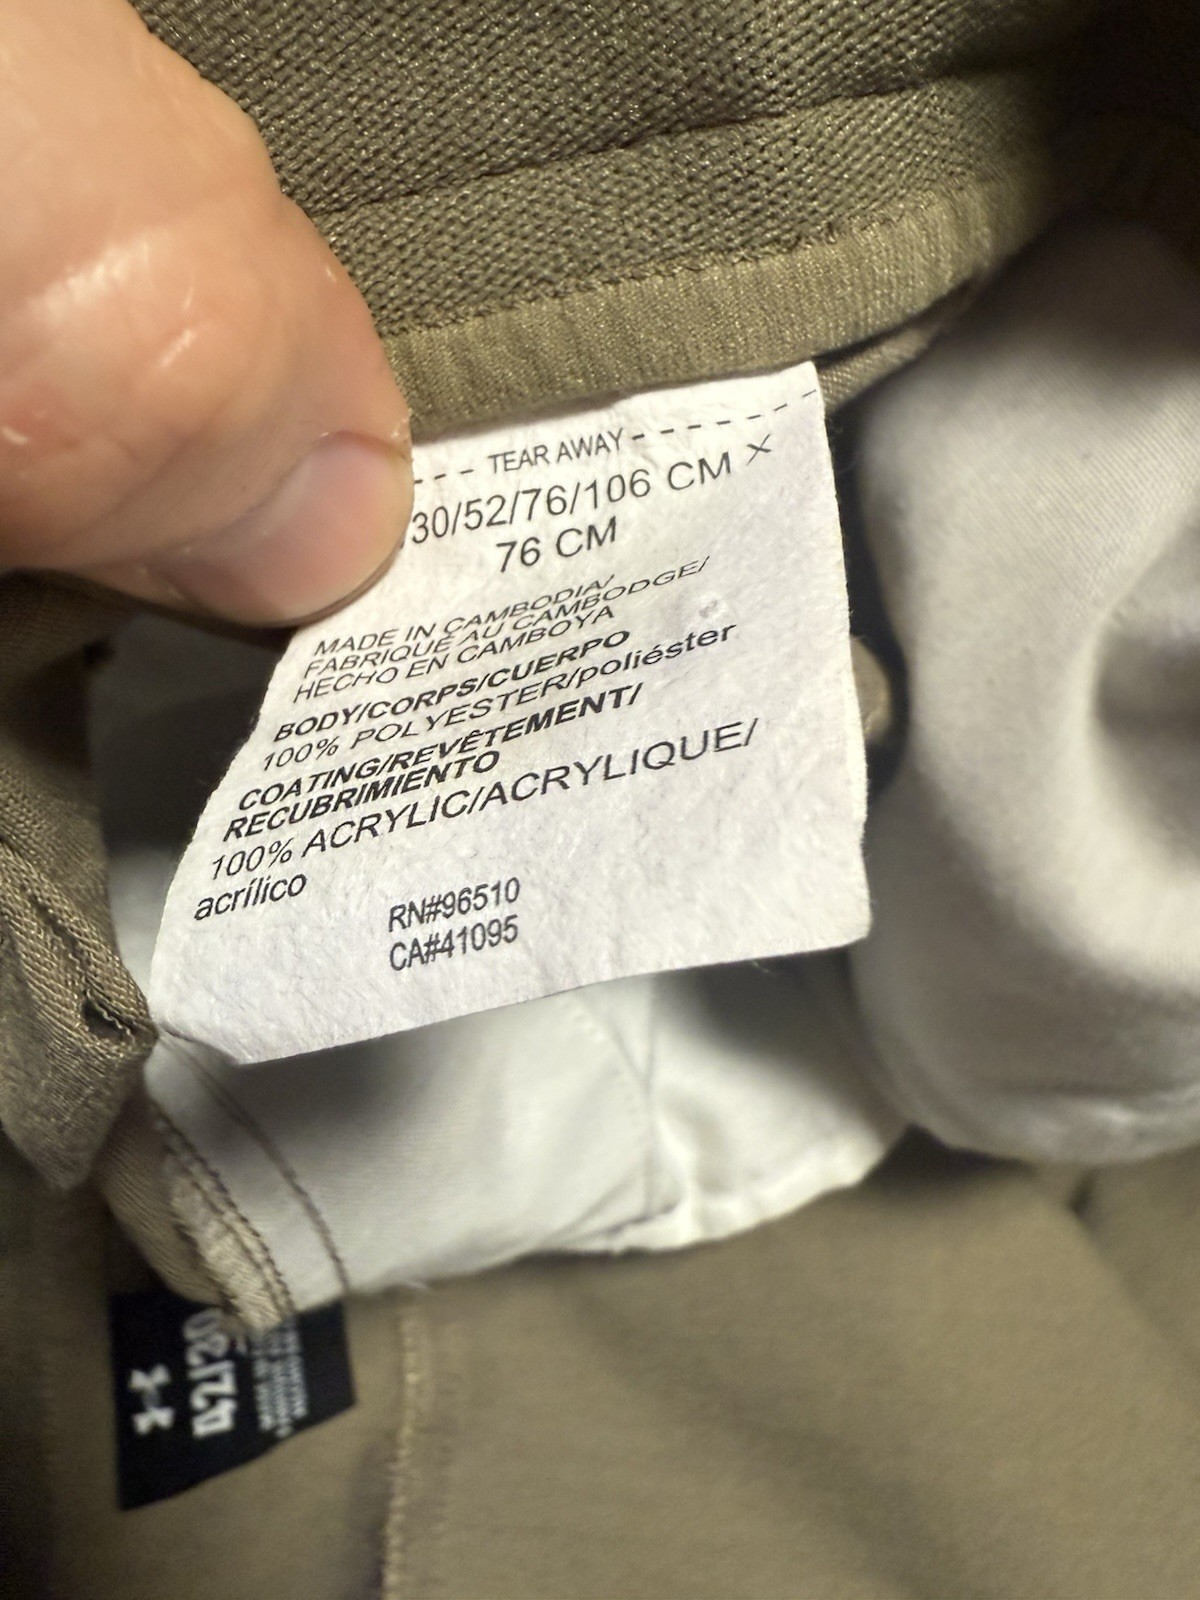 - - - TEAR AWAY - - - - - - -
/30/52/76/106 CM X
76 CM
MADE IN CAMBODIA/
FABRIQUÉ AU CAMBODGE/
HECHO EN CAMBOYA
BODY/CORPS/CUERPO
100% POLYESTER/poliéster
COATING/REVÊTEMENT/
RECUBRIMIENTO
100% ACRYLIC/ACRYLIQUE/
acrílico
RN#96510
CA#41095
42/30